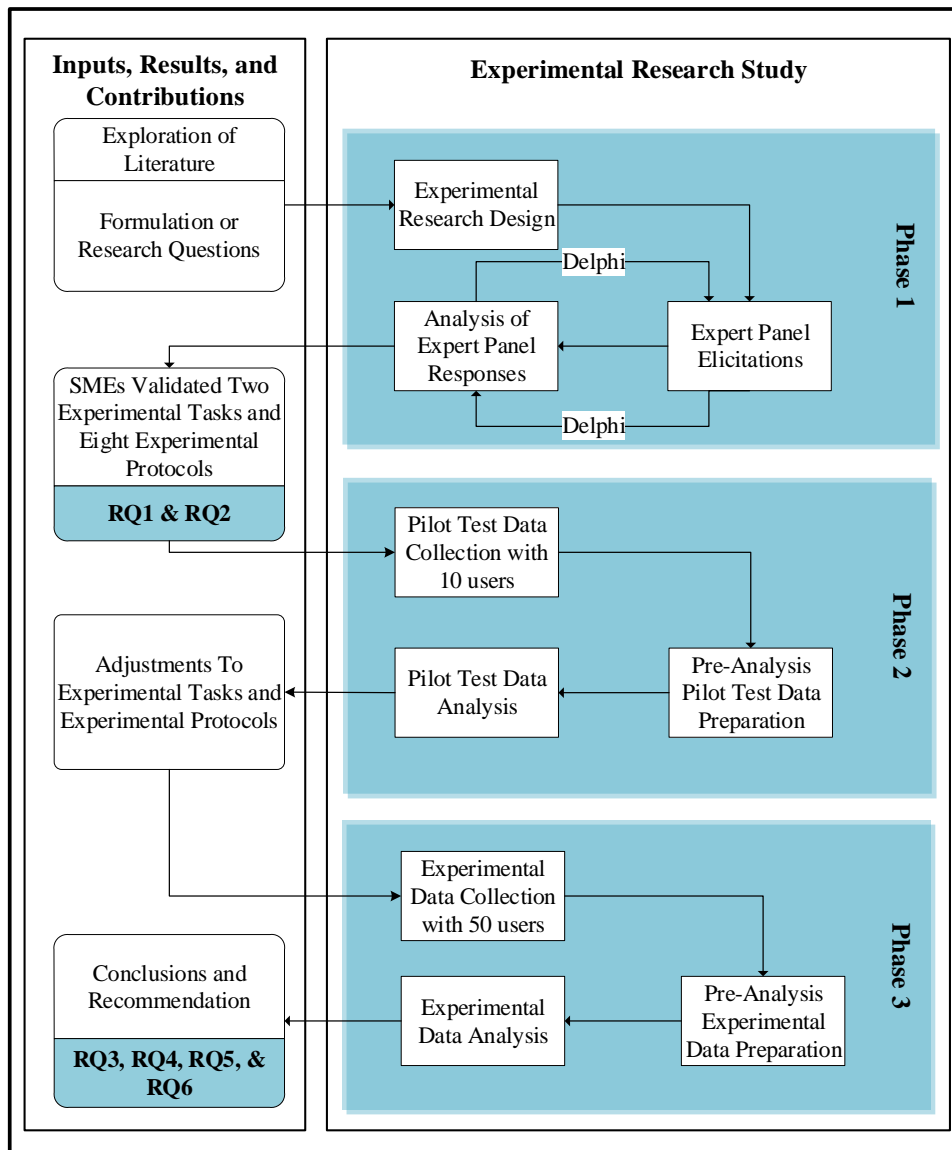 Inputs, Results, and
Contributions
Exploration of
Literature
Formulation or
Research Questions
SMEs Validated Two
Experimental Tasks and
Eight Experimental
Protocols
RQ1 & RQ2
Adjustments To
Experimental Tasks and
Experimental Protocols
Conclusions and
Recommendation
RQ3, RQ4, RQ5, &
RQ6
Experimental Research Study
Phase 1
Experimental
Research Design
Delphi
Analysis of
Expert Panel
Responses
Expert Panel
Elicitations
Delphi
Phase 2
Pilot Test Data
Collection with
10 users
Pilot Test Data
Analysis
Pre-Analysis
Pilot Test Data
Preparation
Phase 3
Experimental
Data Collection
with 50 users
Experimental
Data Analysis
Pre-Analysis
Experimental
Data Preparation